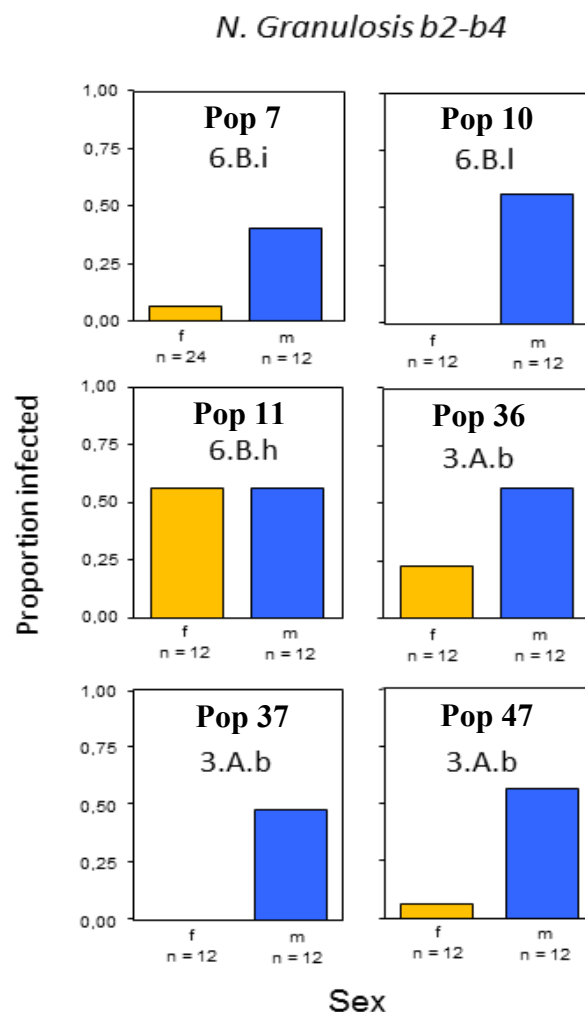 N. Granulosis b2-b4
Proportion infected
1,00
0,75
0,50
0,25
0,00
Pop 7
6.B.i
f
n = 24
m
n = 12
Pop 10
6.B.l
f
n = 12
m
n = 12
1,00
0,75
0,50
0,25
0,00
Pop 11
6.B.h
f
n = 12
m
n = 12
Pop 36
3.A.b
f
n = 12
m
n = 12
1,00
0,75
0,50
0,25
0,00
Pop 37
3.A.b
f
n = 12
m
n = 12
Pop 47
3.A.b
f
n = 12
m
n = 12
Sex